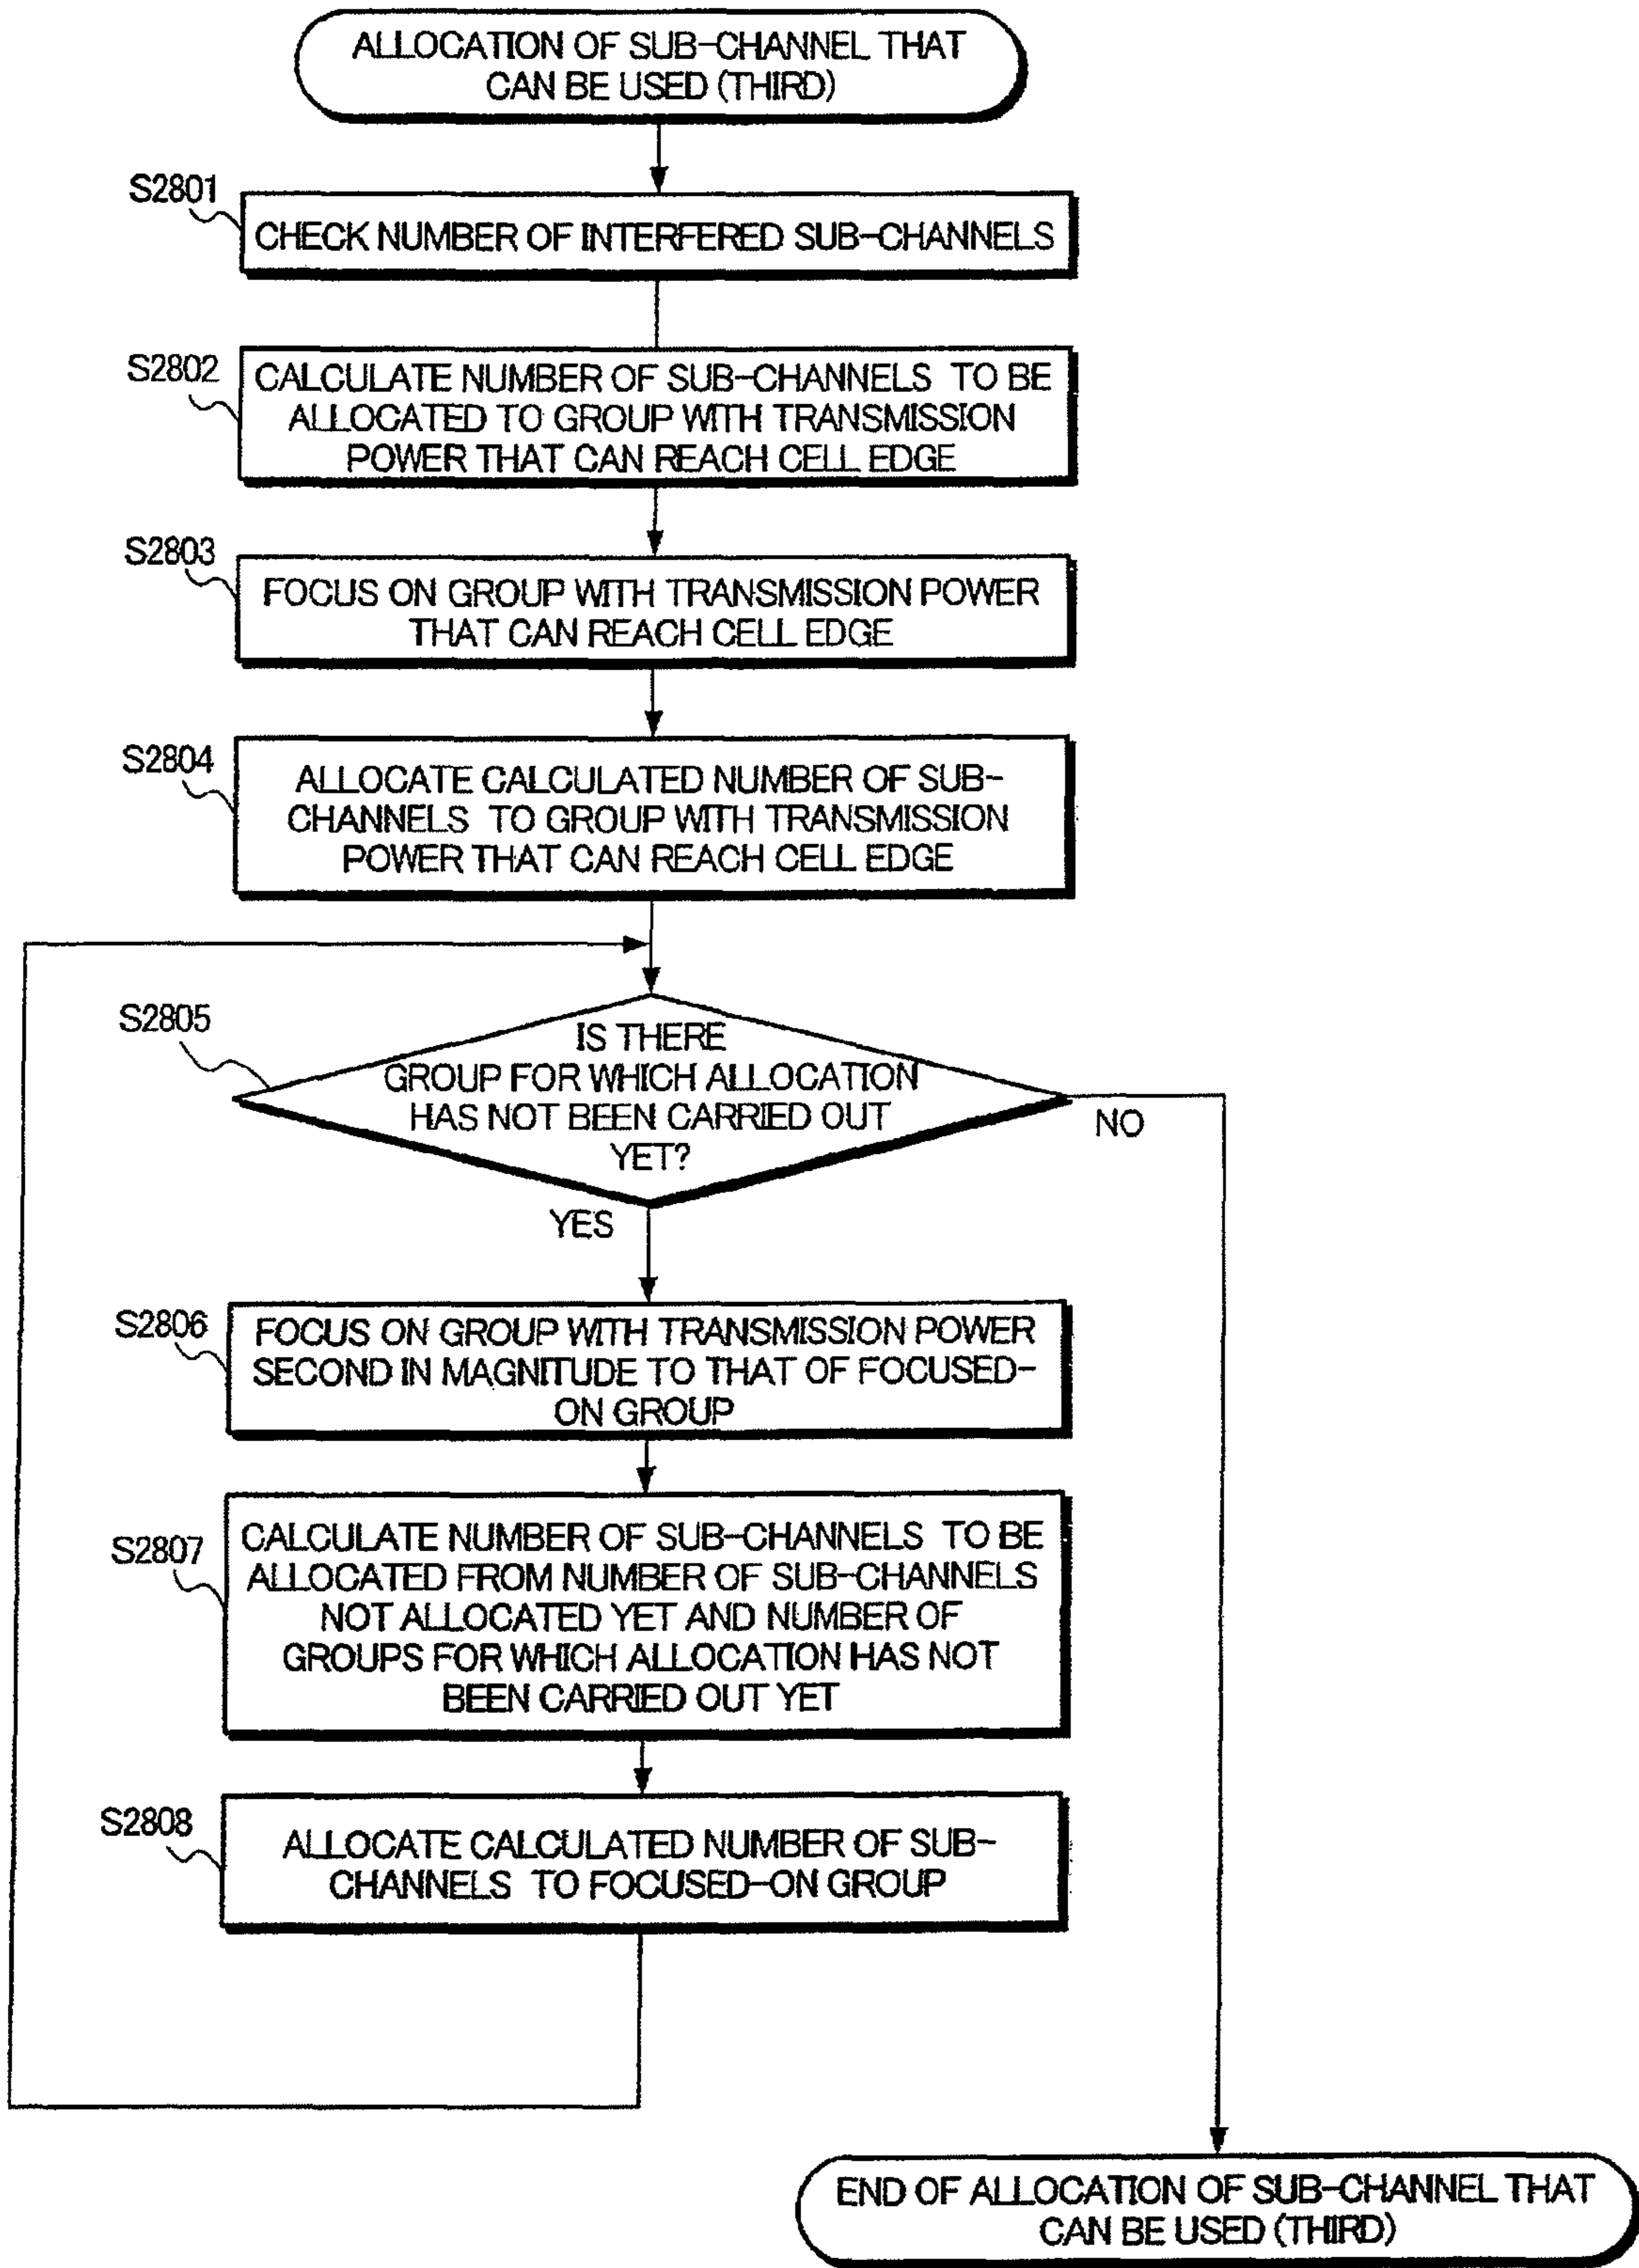 ALLOCATION OF SUB-CHANNEL THAT
CAN BE USED (THIRD)
S2801
CHECK NUMBER OF INTERFERED SUB-CHANNELS
S2802
CALCULATE NUMBER OF SUB-CHANNELS TO BE
ALLOCATED TO GROUP WITH TRANSMISSION
POWER THAT CAN REACH CELL EDGE
S2803
FOCUS ON GROUP WITH TRANSMISSION POWER
THAT CAN REACH CELL EDGE
S2804
ALLOCATE CALCULATED NUMBER OF SUB-
CHANNELS TO GROUP WITH TRANSMISSION
POWER THAT CAN REACH CELL EDGE
S2805
IS THERE
GROUP FOR WHICH ALLOCATION
HAS NOT BEEN CARRIED OUT
YET?
NO
YES
S2806
FOCUS ON GROUP WITH TRANSMISSION POWER
SECOND IN MAGNITUDE TO THAT OF FOCUSED-
ON GROUP
S2807
CALCULATE NUMBER OF SUB-CHANNELS TO BE
ALLOCATED FROM NUMBER OF SUB-CHANNELS
NOT ALLOCATED YET AND NUMBER OF
GROUPS FOR WHICH ALLOCATION HAS NOT
BEEN CARRIED OUT YET
S2808
ALLOCATE CALCULATED NUMBER OF SUB-
CHANNELS TO FOCUSED-ON GROUP
END OF ALLOCATION OF SUB-CHANNEL THAT
CAN BE USED (THIRD)